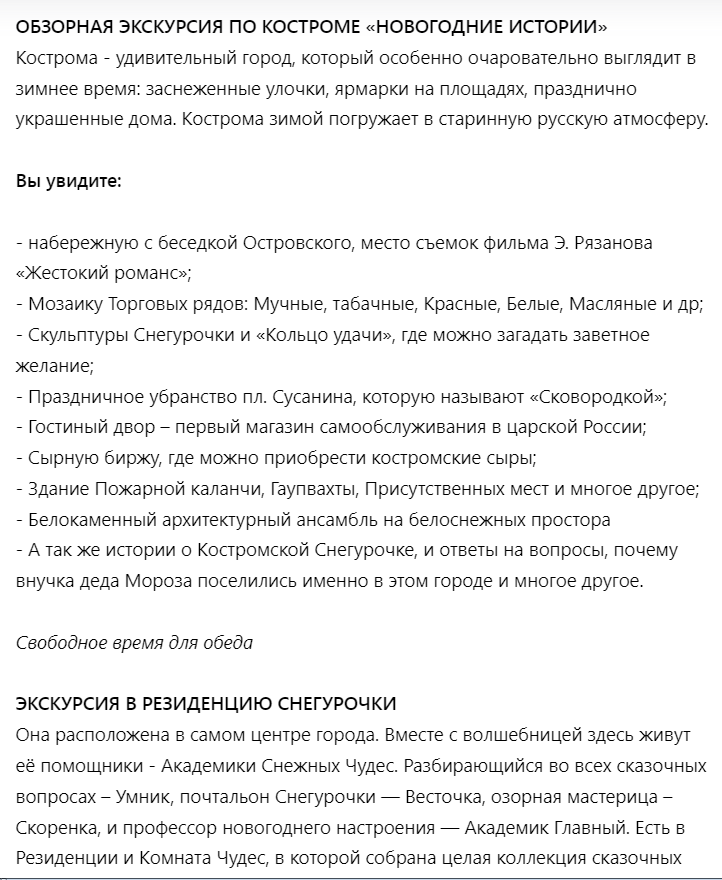 ОБЗОРНАЯ ЭКСКУРСИЯ ПО КОСТРОМЕ «НОВОГОДНИЕ ИСТОРИИ»
Кострома - удивительный город, который особенно очаровательно выглядит в
зимнее время: заснеженные улочки, ярмарки на площадях, празднично
украшенные дома. Кострома зимой погружает в старинную русскую атмосферу.
Вы увидите:
- набережную с беседкой Островского, место съемок фильма Э. Рязанова
«Жестокий романс»;
- Мозаику Торговых рядов: Мучные, табачные, Красные, Белые, Масляные и др;
- Скульптуры Снегурочки и «Кольцо удачи», где можно загадать заветное
желание;
- Праздничное убранство пл. Сусанина, которую называют «Сковородкой»;
- Гостиный двор – первый магазин самообслуживания в царской России;
- Сырную биржу, где можно приобрести костромские сыры;
- Здание Пожарной каланчи, Гаупвахты, Присутственных мест и многое другое;
- Белокаменный архитектурный ансамбль на белоснежных простора
- А так же истории о Костромской Снегурочке, и ответы на вопросы, почему
внучка деда Мороза поселились именно в этом городе и многое другое.
Свободное время для обеда
ЭКСКУРСИЯ В РЕЗИДЕНЦИЮ СНЕГУРОЧКИ
Она расположена в самом центре города. Вместе с волшебницей здесь живут
её помощники - Академики Снежных Чудес. Разбирающийся во всех сказочных
вопросах – Умник, почтальон Снегурочки — Весточка, озорная мастерица –
Скоренка, и профессор новогоднего настроения — Академик Главный. Есть в
Резиденции и Комната Чудес, в которой собрана целая коллекция сказочных